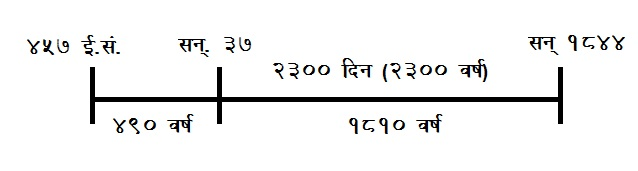 ४५७ ई.सं. सन्. ३७ सन् १८४४
२३०० दिन (२३०० वर्ष)
४९० वर्ष १८१० वर्ष